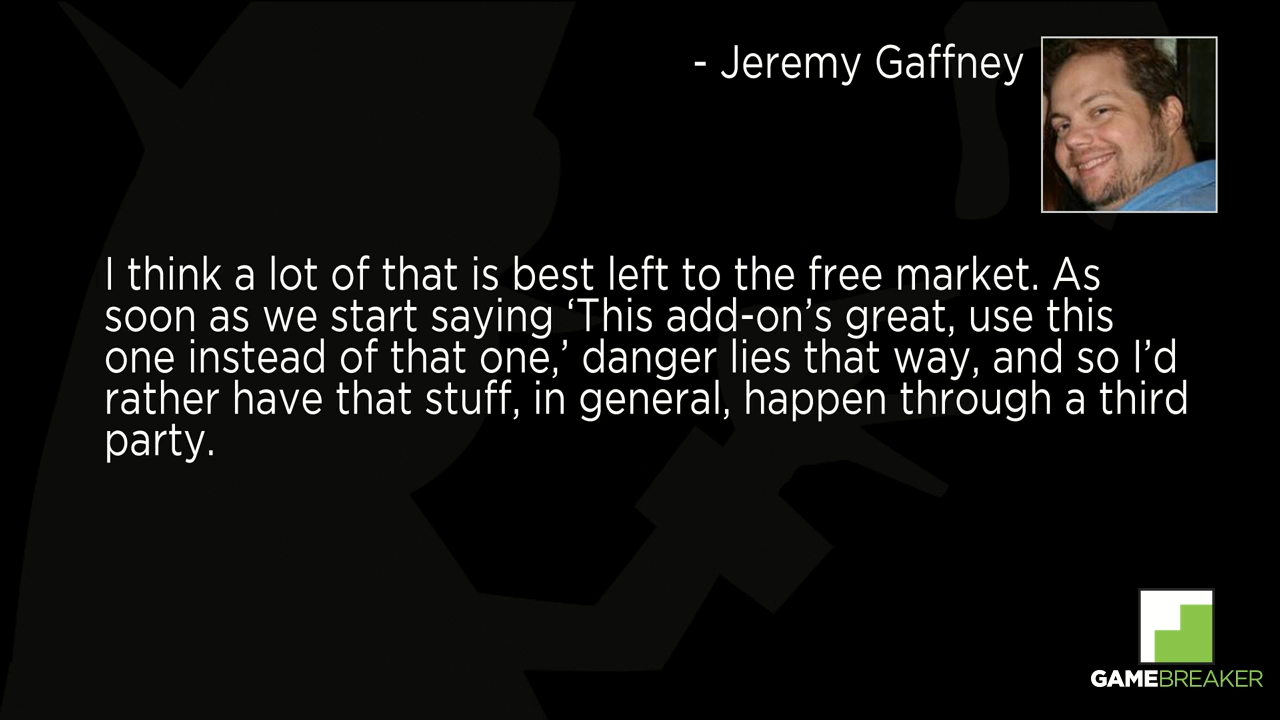 - Jeremy Gaffney
I think a lot of that is best left to the free market. As
soon as we start saying ‘This add-on’s great, use this
one instead of that one,’ danger lies that way, and so I’d
rather have that stuff, in general, happen through a third
party.
GAMEBREAKER